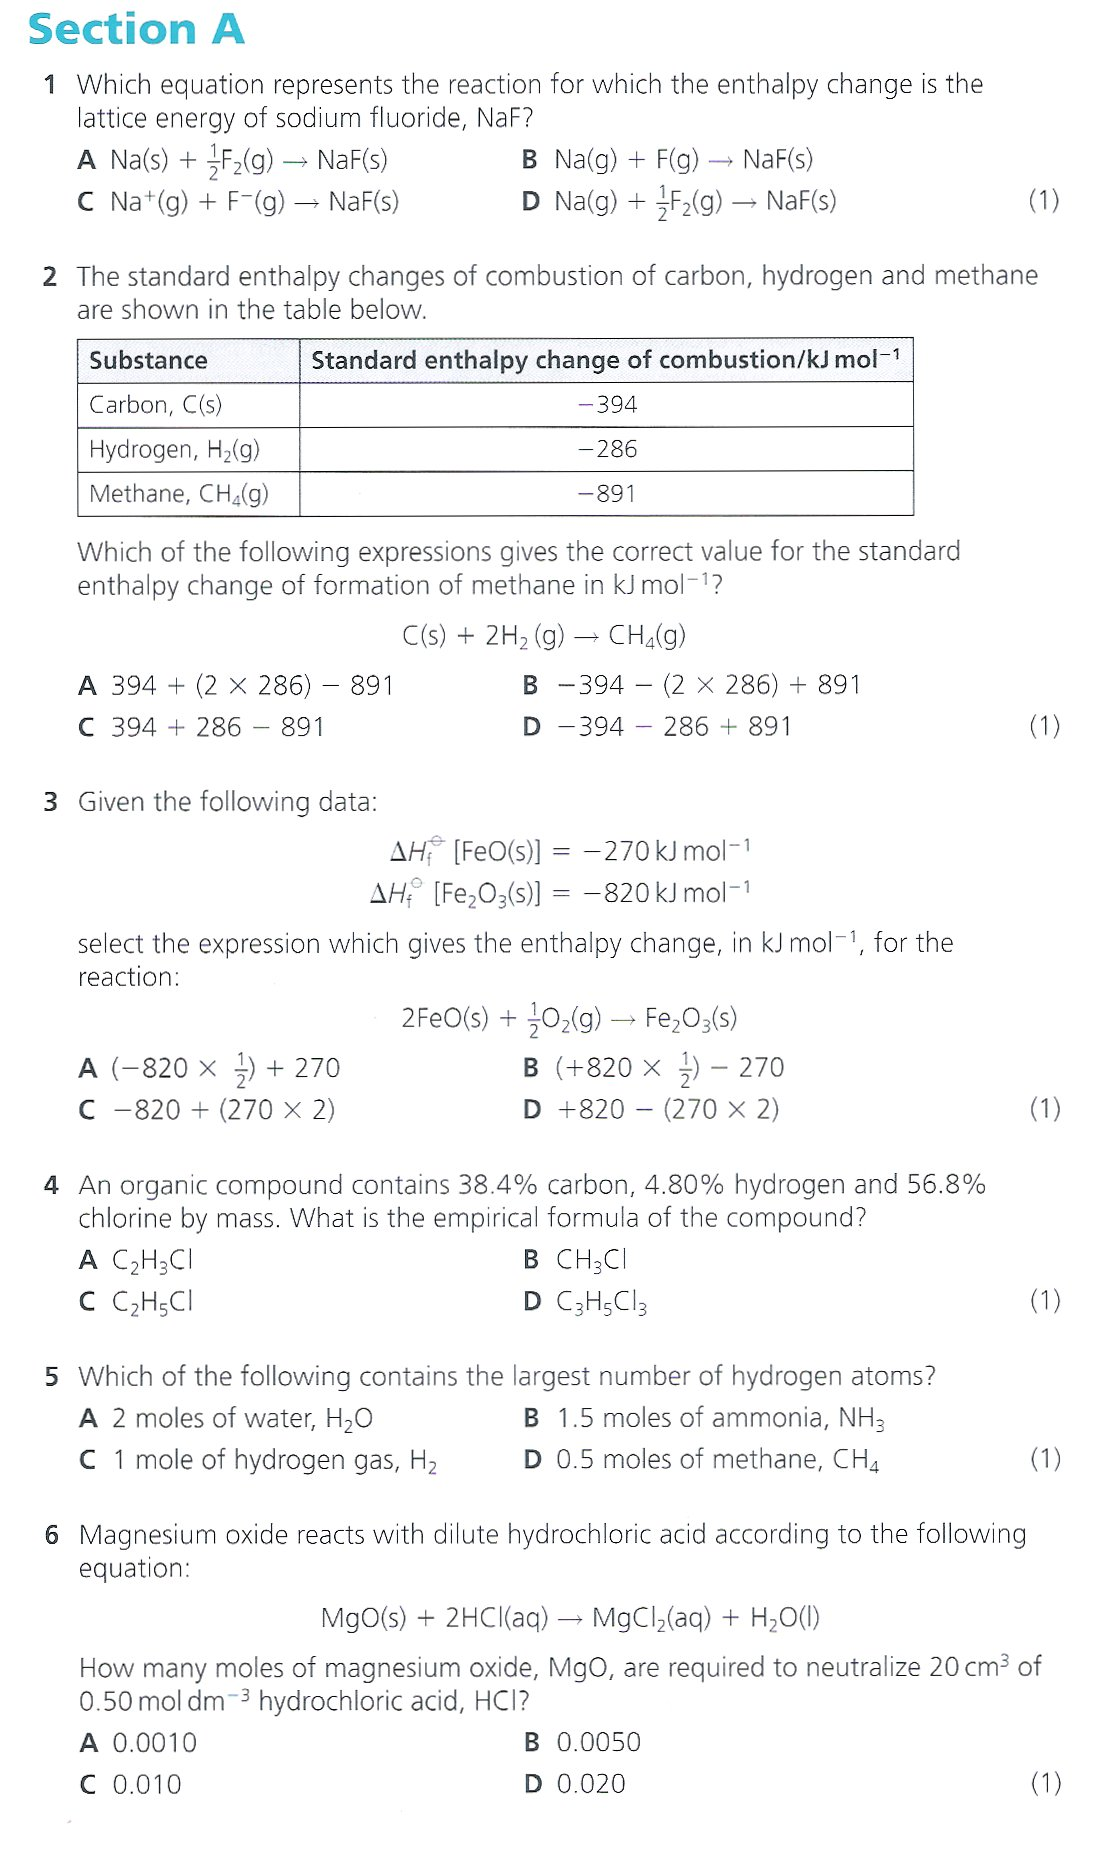 Section A
1 Which equation represents the reaction for which the enthalpy change is the
lattice energy of sodium fluoride, NaF?
A Na(s) + ½F₂(g) → NaF(s) B Na(g) + F(g) → NaF(s)
C Na⁺(g) + F⁻(g) → NaF(s) D Na(g) + ½F₂(g) → NaF(s) (1)
2 The standard enthalpy changes of combustion of carbon, hydrogen and methane
are shown in the table below.
Substance Standard enthalpy change of combustion/kJ mol⁻¹
Carbon, C(s) −394
Hydrogen, H₂(g) −286
Methane, CH₄(g) −891
Which of the following expressions gives the correct value for the standard
enthalpy change of formation of methane in kJ mol⁻¹?
C(s) + 2H₂ (g) → CH₄(g)
A 394 + (2 × 286) − 891 B −394 − (2 × 286) + 891
C 394 + 286 − 891 D −394 − 286 + 891 (1)
3 Given the following data:
ΔH_f^⊖ [FeO(s)] = −270 kJ mol⁻¹
ΔH_f^⊖ [Fe₂O₃(s)] = −820 kJ mol⁻¹
select the expression which gives the enthalpy change, in kJ mol⁻¹, for the
reaction:
2FeO(s) + ½O₂(g) → Fe₂O₃(s)
A (−820 × ½) + 270 B (+820 × ½) − 270
C −820 + (270 × 2) D +820 − (270 × 2) (1)
4 An organic compound contains 38.4% carbon, 4.80% hydrogen and 56.8%
chlorine by mass. What is the empirical formula of the compound?
A C₂H₃Cl B CH₃Cl
C C₂H₅Cl D C₃H₅Cl₃ (1)
5 Which of the following contains the largest number of hydrogen atoms?
A 2 moles of water, H₂O B 1.5 moles of ammonia, NH₃
C 1 mole of hydrogen gas, H₂ D 0.5 moles of methane, CH₄ (1)
6 Magnesium oxide reacts with dilute hydrochloric acid according to the following
equation:
MgO(s) + 2HCl(aq) → MgCl₂(aq) + H₂O(l)
How many moles of magnesium oxide, MgO, are required to neutralize 20 cm³ of
0.50 mol dm⁻³ hydrochloric acid, HCl?
A 0.0010 B 0.0050
C 0.010 D 0.020 (1)